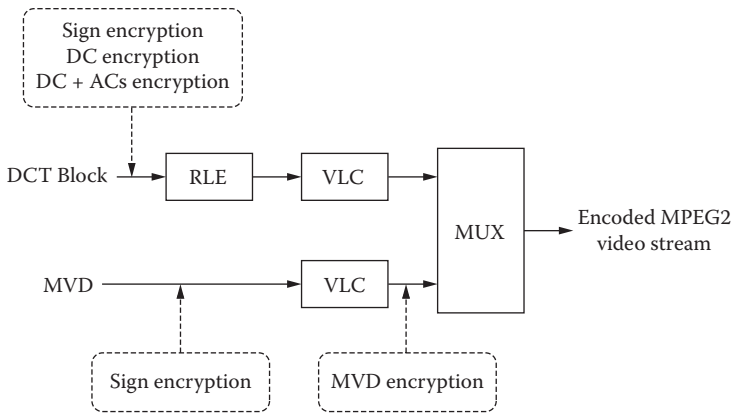 Sign encryption
DC encryption
DC + ACs encryption
DCT Block
RLE
VLC
MUX
Encoded MPEG2
video stream
MVD
VLC
Sign encryption
MVD encryption